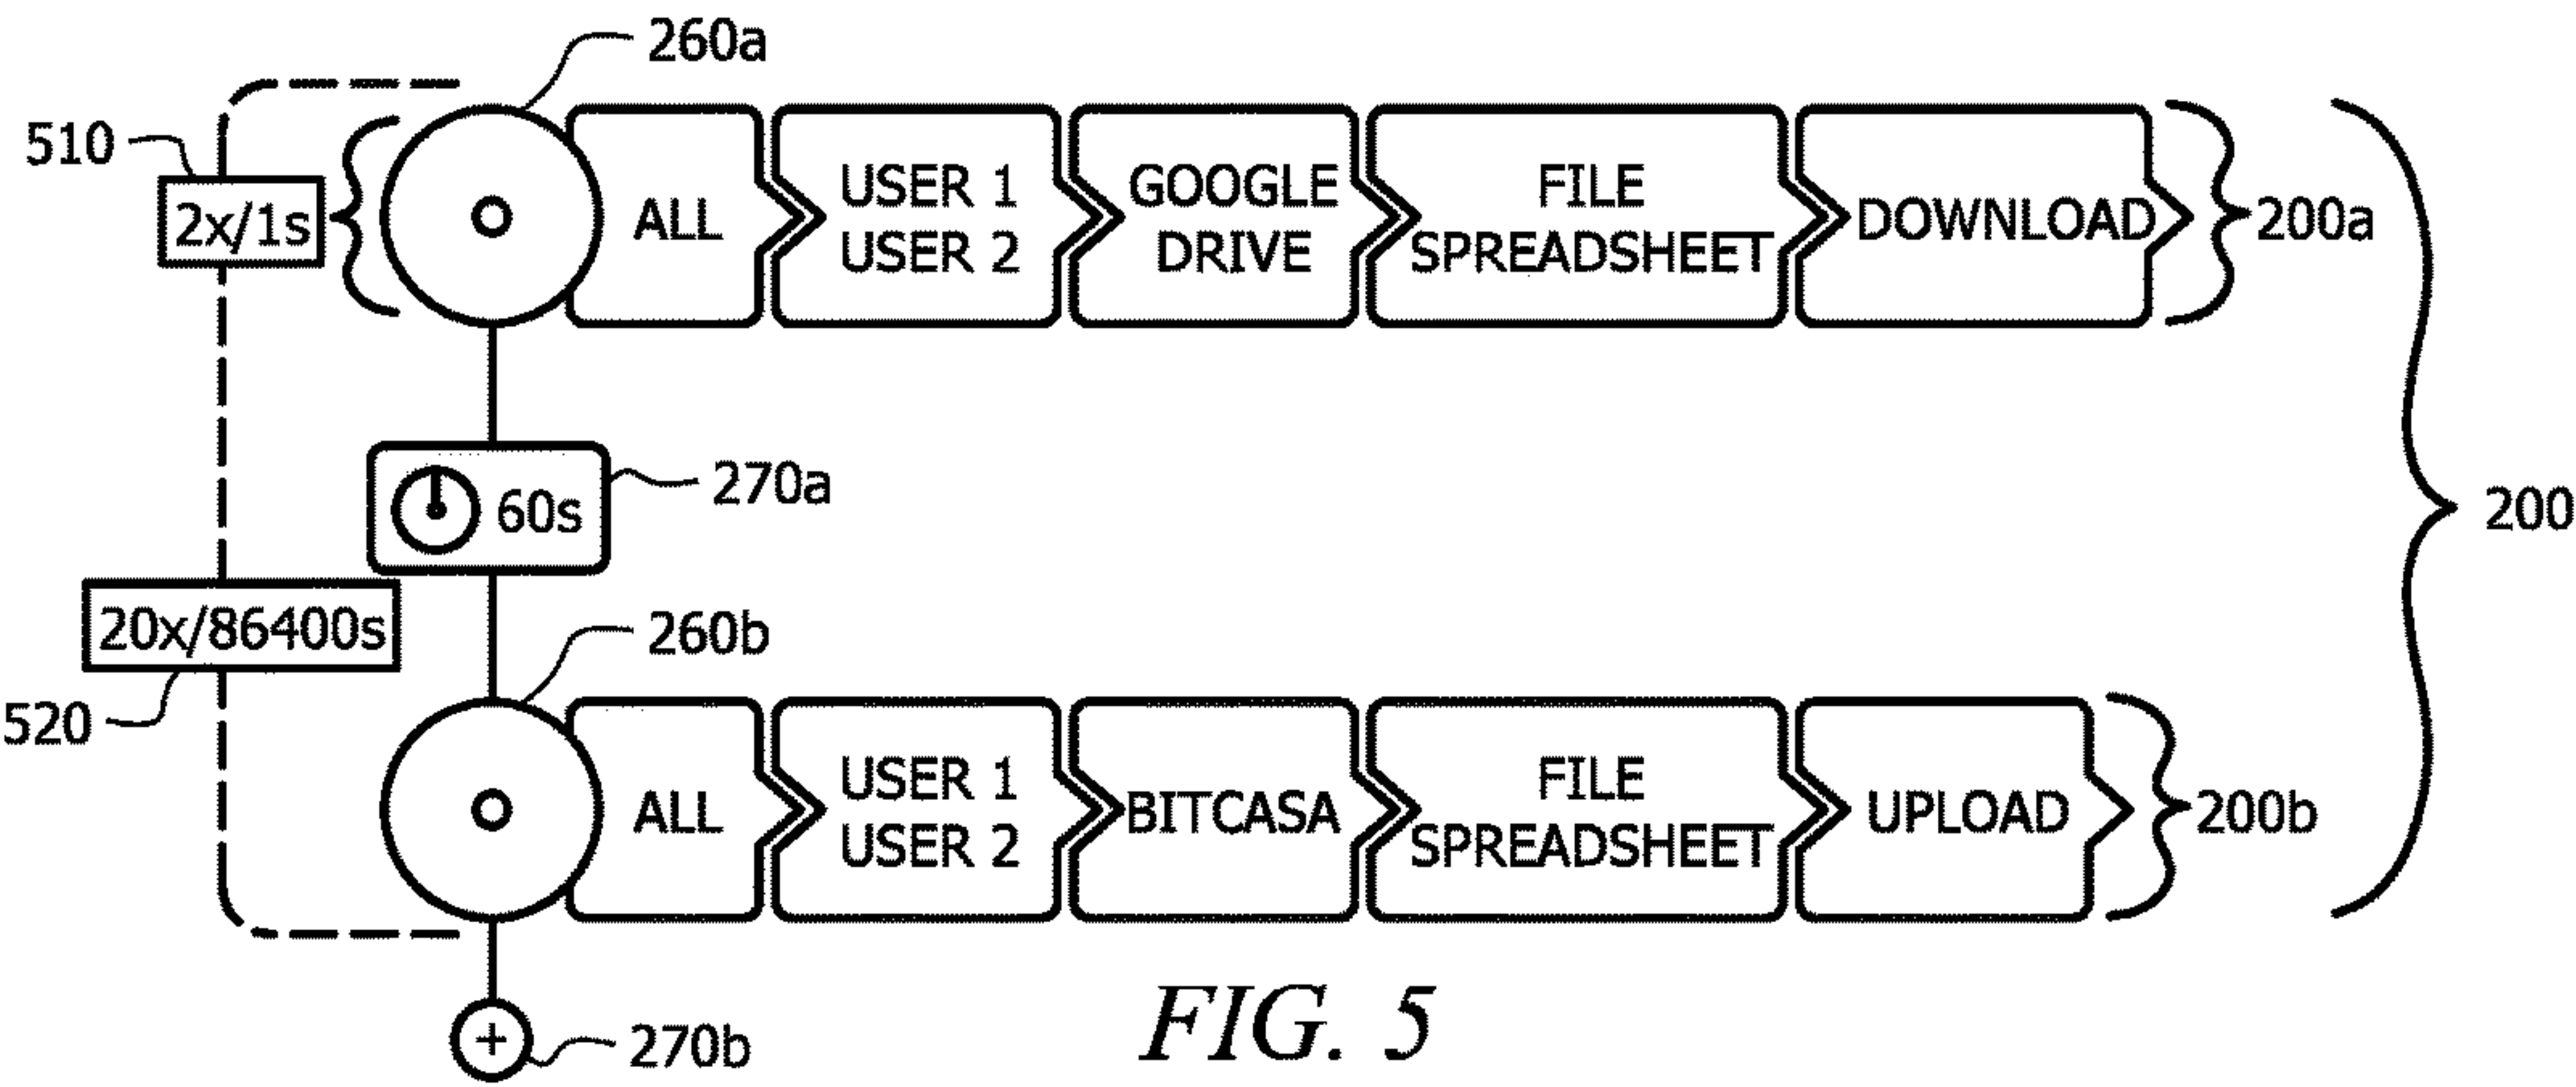 260a
510
2x/1s
ALL
USER 1
USER 2
GOOGLE
DRIVE
FILE
SPREADSHEET
DOWNLOAD
200a
60s
270a
200
20x/86400s
520
260b
ALL
USER 1
USER 2
BITCASA
FILE
SPREADSHEET
UPLOAD
200b
+
270b
FIG. 5